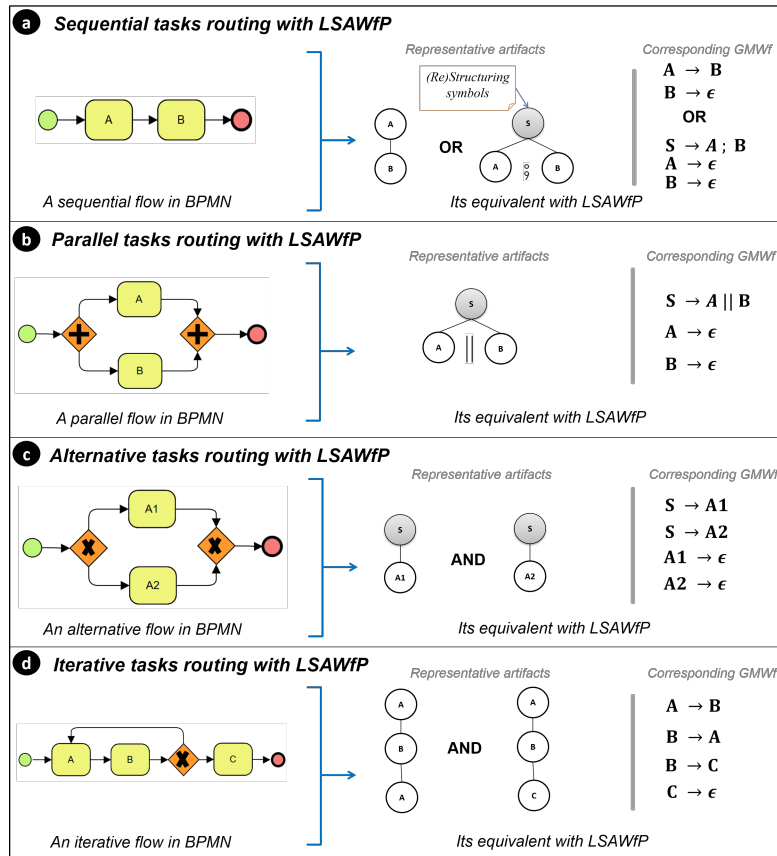 a Sequential tasks routing with LSAWfP
Representative artifacts
Corresponding GMWf
A B
A sequential flow in BPMN
(Re)Structuring
symbols
A
B
OR
S
A ; B
Its equivalent with LSAWfP
A → B
B → ϵ
OR
S → A ; B
A → ϵ
B → ϵ
b Parallel tasks routing with LSAWfP
Representative artifacts
Corresponding GMWf
A
B
A parallel flow in BPMN
S
A || B
Its equivalent with LSAWfP
S → A || B
A → ϵ
B → ϵ
c Alternative tasks routing with LSAWfP
Representative artifacts
Corresponding GMWf
A1
A2
An alternative flow in BPMN
S
A1
AND
S
A2
Its equivalent with LSAWfP
S → A1
S → A2
A1 → ϵ
A2 → ϵ
d Iterative tasks routing with LSAWfP
Representative artifacts
Corresponding GMWf
A B C
An iterative flow in BPMN
A
B
A
AND
A
B
C
Its equivalent with LSAWfP
A → B
B → A
B → C
C → ϵ